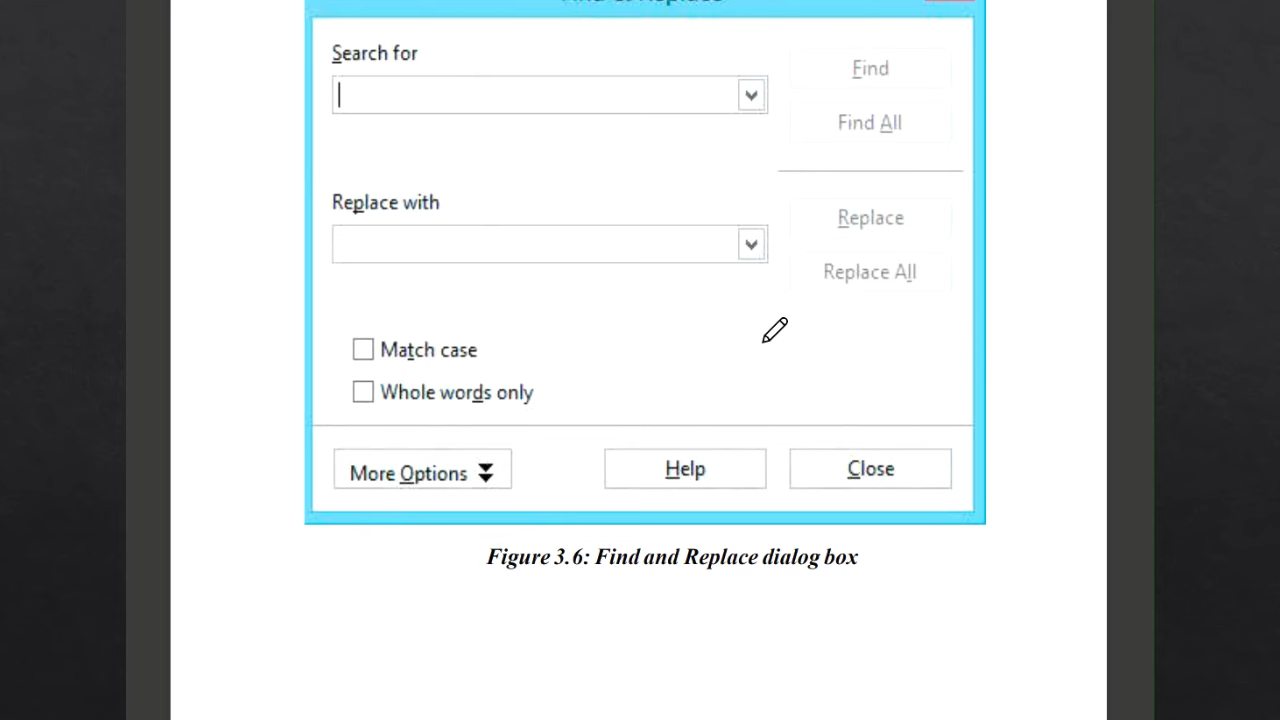 Search for
Find
Find All
Replace with
Replace
Replace All
Match case
Whole words only
More Options
Help
Close
Figure 3.6: Find and Replace dialog box